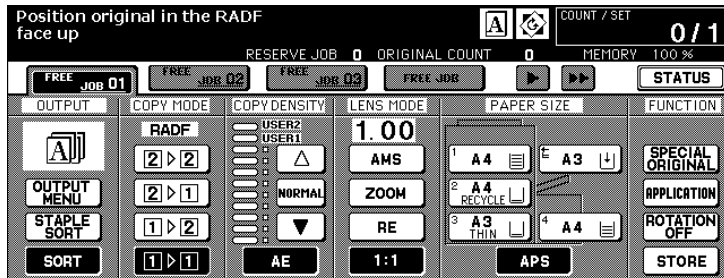 Position original in the RADF
face up
A
COUNT / SET
0/1
RESERVE JOB 0 ORIGINAL COUNT 0 MEMORY 100 %
FREE JOB 01
FREE JOB 02
FREE JOB 03
FREE JOB
STATUS
OUTPUT COPY MODE COPY DENSITY LENS MODE PAPER SIZE FUNCTION
A
OUTPUT
MENU
STAPLE
SORT
SORT
RADF
2▷2
2▷1
1▷2
1▷1
USER2
USER1
NORMAL
AE
1.00
AMS
ZOOM
RE
1:1
1 A4
A3
2 A4
RECYCLE
3 A3
THIN
4 A4
APS
SPECIAL
ORIGINAL
APPLICATION
ROTATION
OFF
STORE